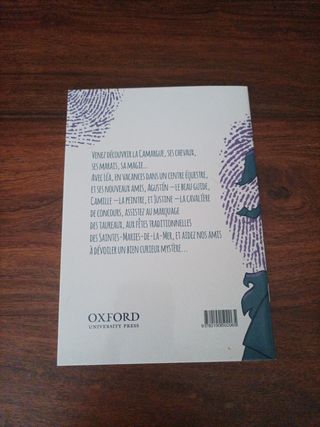 Venez découvrir la Camargue, ses chevaux,
ses marais, sa magie...
Avec Léa, en vacances dans un centre équestre,
et ses nouveaux amis, Agustín – le beau guide,
Camille – la peintre, et Justine – la cavalière
de concours, assistez au marquage
des taureaux, aux fêtes traditionnelles
des Saintes-Maries-de-la-Mer, et aidez nos amis
à dévoiler un bien curieux mystère...
OXFORD
UNIVERSITY PRESS